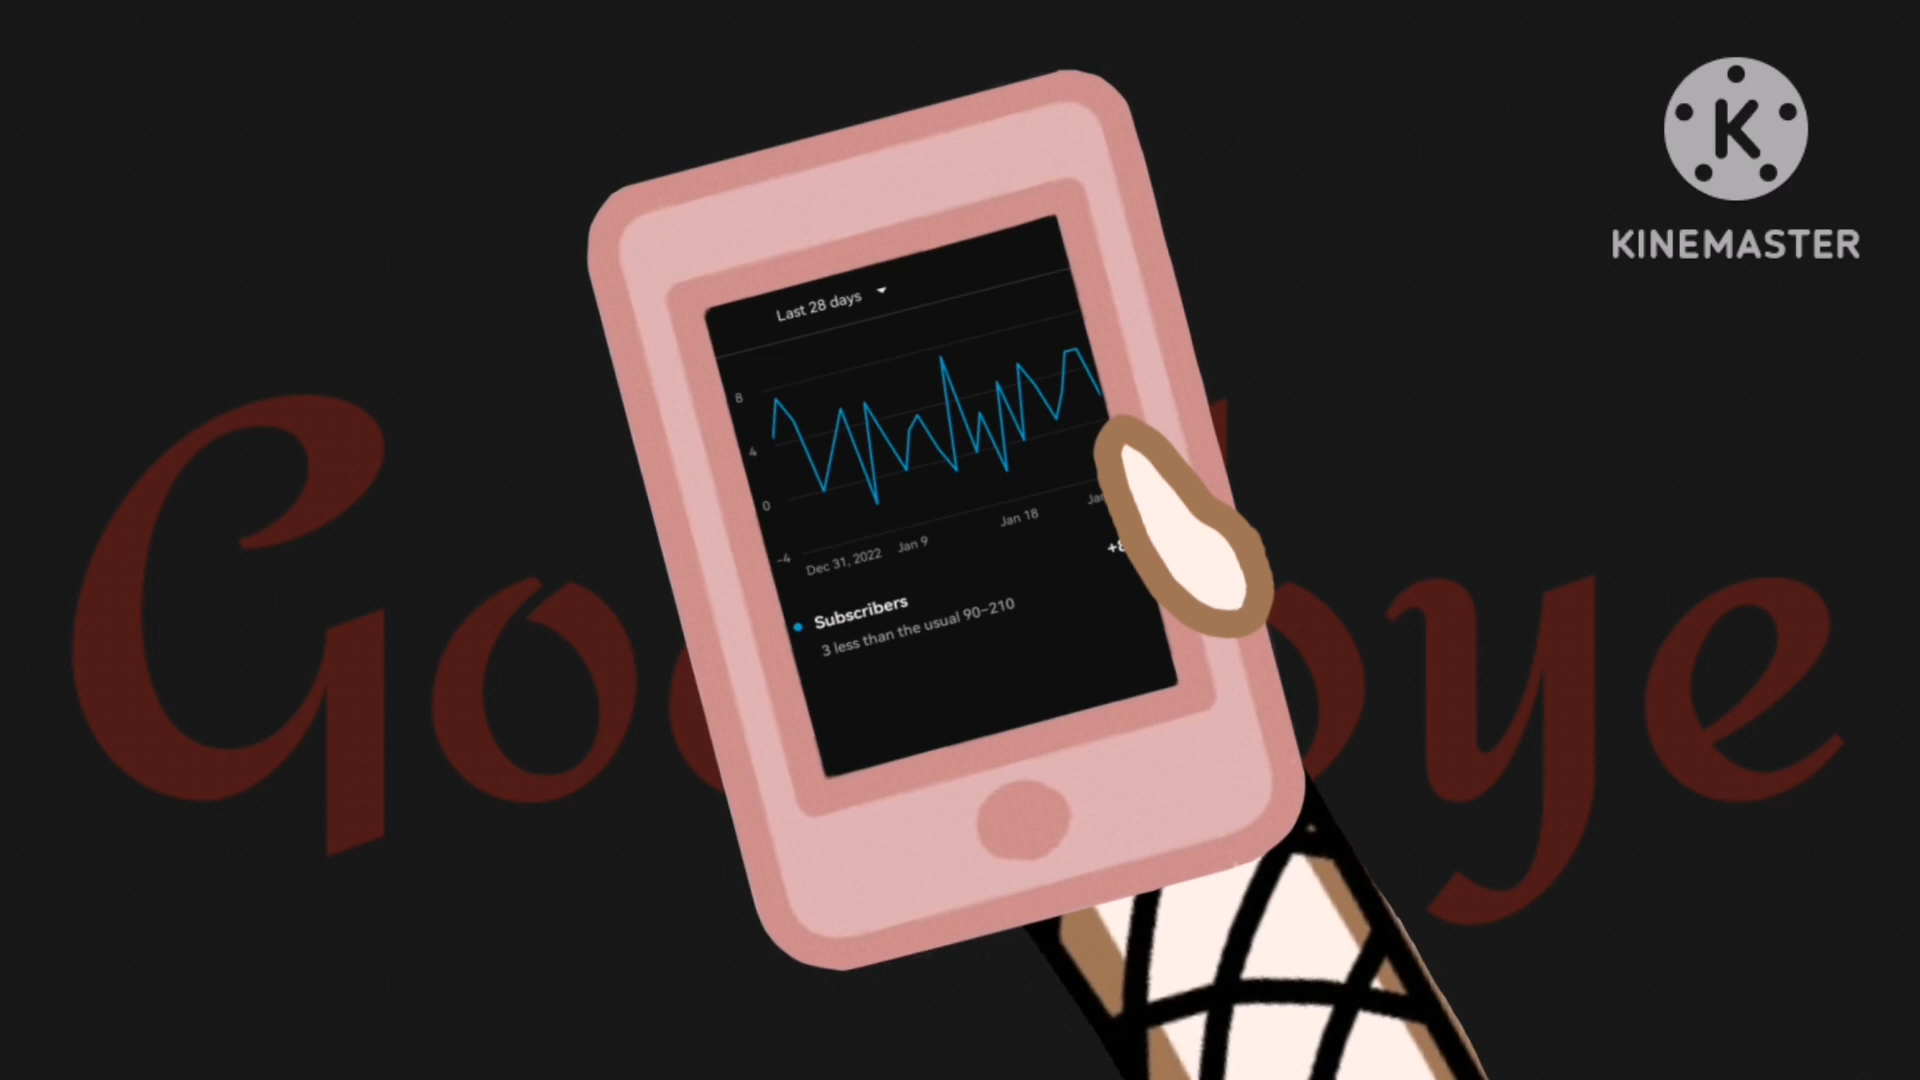 K
KINEMASTER
Last 28 days
8
4
0
-4
Dec 31, 2022
Jan 9
Jan 18
Subscribers
3 less than the usual 90–210